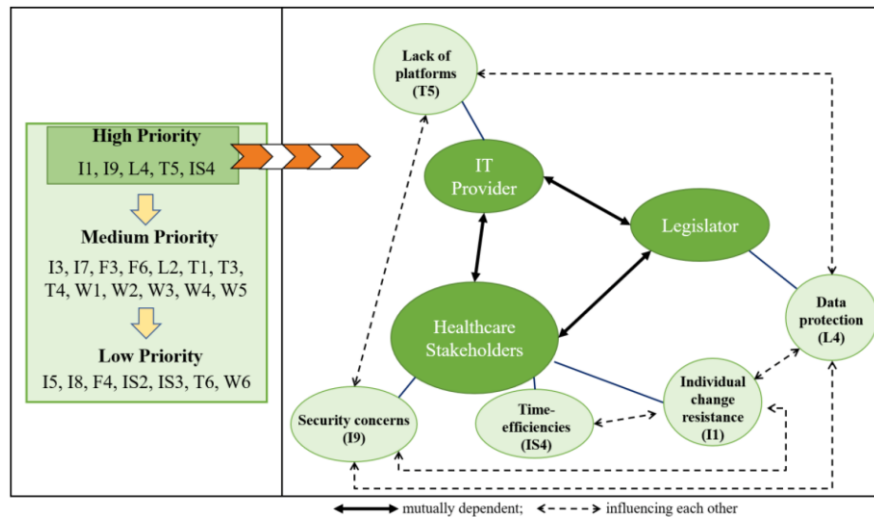 High Priority
I1, I9, L4, T5, IS4
Medium Priority
I3, I7, F3, F6, L2, T1, T3,
T4, W1, W2, W3, W4, W5
Low Priority
I5, I8, F4, IS2, IS3, T6, W6
Lack of
platforms
(T5)
IT
Provider
Legislator
Healthcare
Stakeholders
Data
protection
(L4)
Individual
change
resistance
(I1)
Time-
efficiencies
(IS4)
Security concerns
(I9)
mutually dependent;
influencing each other